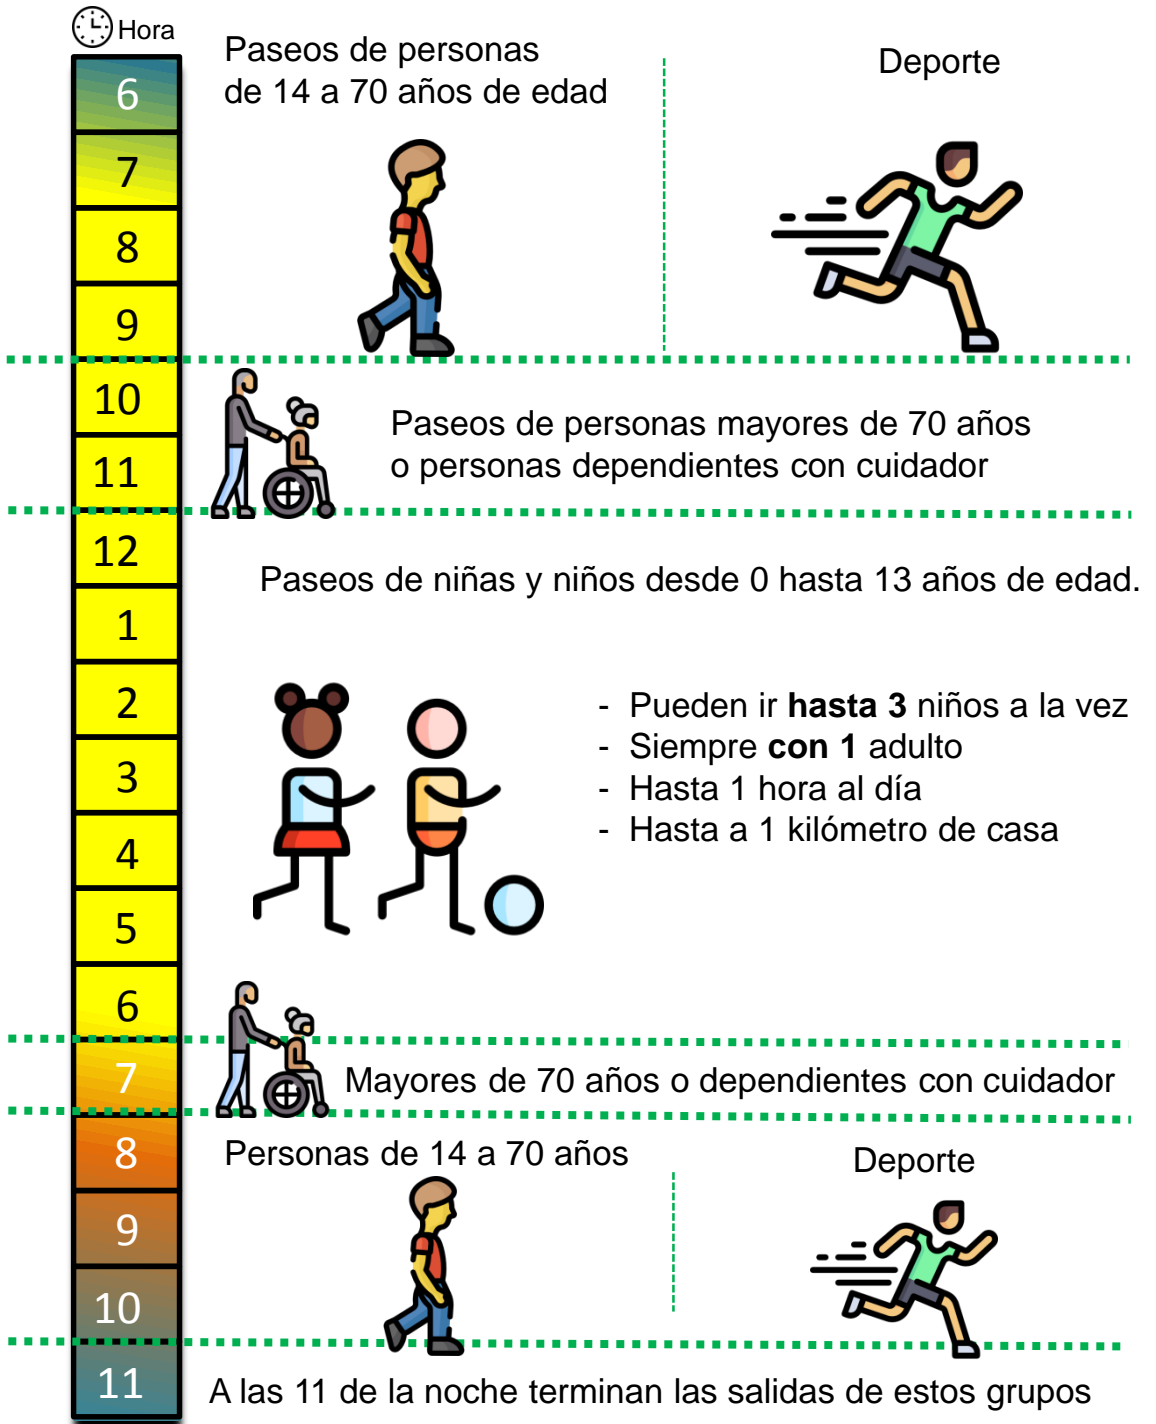 Hora
Paseos de personas
de 14 a 70 años de edad
Deporte
6
7
8
9
10
11
Paseos de personas mayores de 70 años
o personas dependientes con cuidador
12
Paseos de niñas y niños desde 0 hasta 13 años de edad.
1
2
3
4
5
6
- Pueden ir hasta 3 niños a la vez
- Siempre con 1 adulto
- Hasta 1 hora al día
- Hasta a 1 kilómetro de casa
7
Mayores de 70 años o dependientes con cuidador
8
Personas de 14 a 70 años
Deporte
9
10
11
A las 11 de la noche terminan las salidas de estos grupos